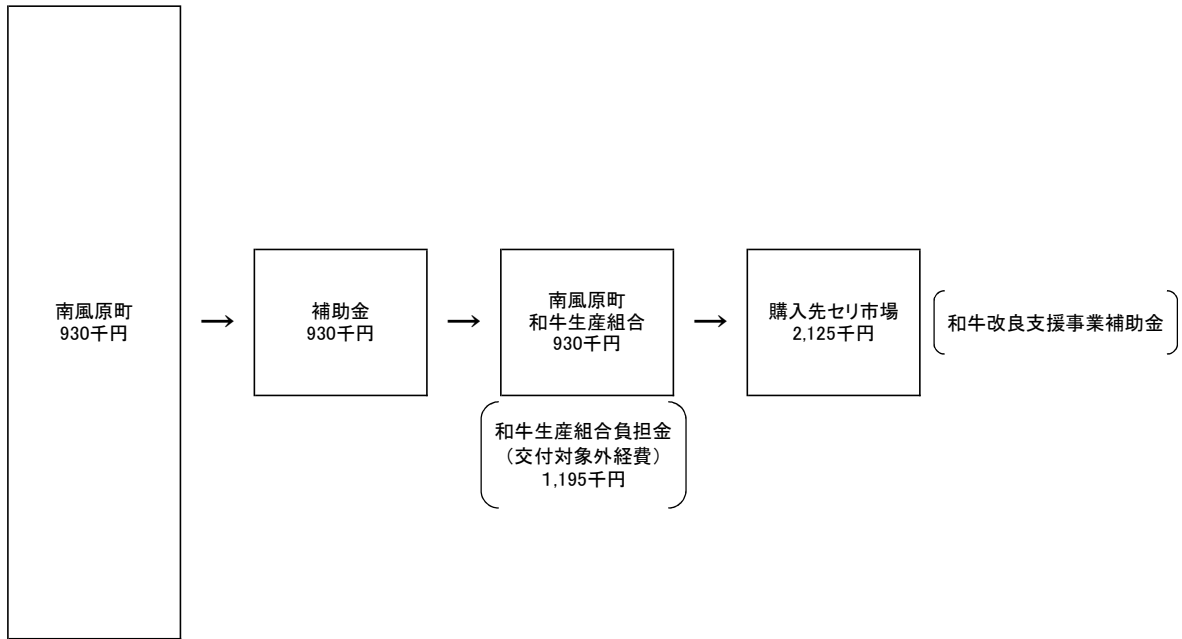 南風原町
930千円
→
補助金
930千円
→
南風原町
和牛生産組合
930千円
→
購入先セリ市場
2,125千円
和牛改良支援事業補助金
和牛生産組合負担金
（交付対象外経費）
1,195千円